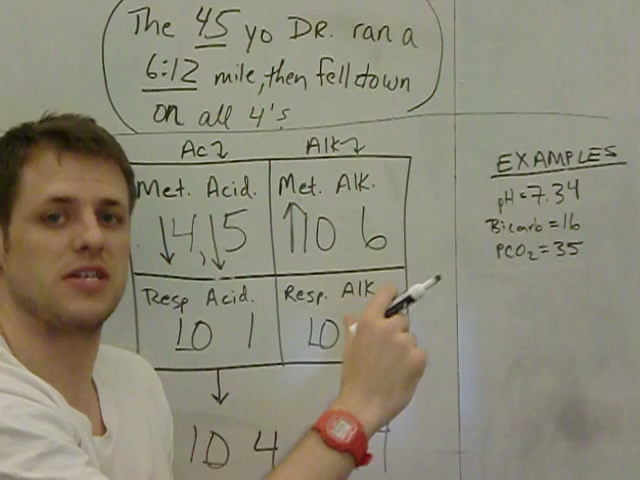 The 45 yo DR. ran a
6:12 mile, then fell down
on all 4's
Ac↴ Alk↴
Met. Acid. Met. Alk.
↓4,↓5 ↑10 6
Resp Acid. Resp. Alk
10 1 10
↓
10 4
EXAMPLES
pH=7.34
Bicarb=16
PCO₂=35